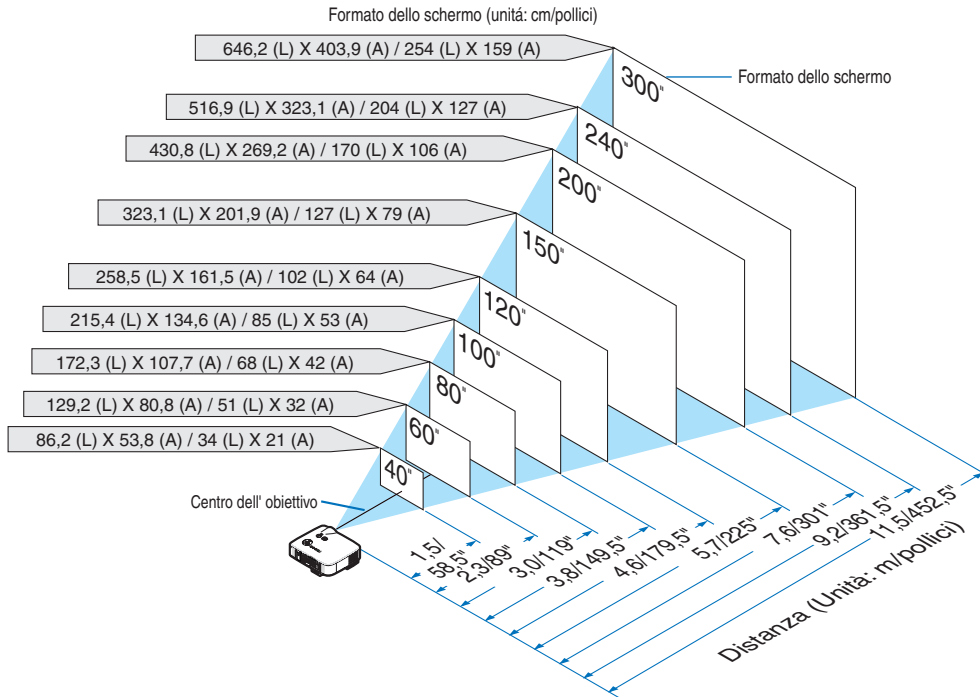 Formato dello schermo (unitá: cm/pollici)
646,2 (L) X 403,9 (A) / 254 (L) X 159 (A)
300"
Formato dello schermo
516,9 (L) X 323,1 (A) / 204 (L) X 127 (A)
240"
430,8 (L) X 269,2 (A) / 170 (L) X 106 (A)
200"
323,1 (L) X 201,9 (A) / 127 (L) X 79 (A)
150"
258,5 (L) X 161,5 (A) / 102 (L) X 64 (A)
120"
215,4 (L) X 134,6 (A) / 85 (L) X 53 (A)
100"
172,3 (L) X 107,7 (A) / 68 (L) X 42 (A)
80"
129,2 (L) X 80,8 (A) / 51 (L) X 32 (A)
60"
86,2 (L) X 53,8 (A) / 34 (L) X 21 (A)
40"
Centro dell' obiettivo
1,5/
58,5"
2,3/89"
3,0/119"
3,8/149,5"
4,6/179,5"
5,7/225"
7,6/301"
9,2/361,5"
11,5/452,5"
Distanza (Unità: m/pollici)